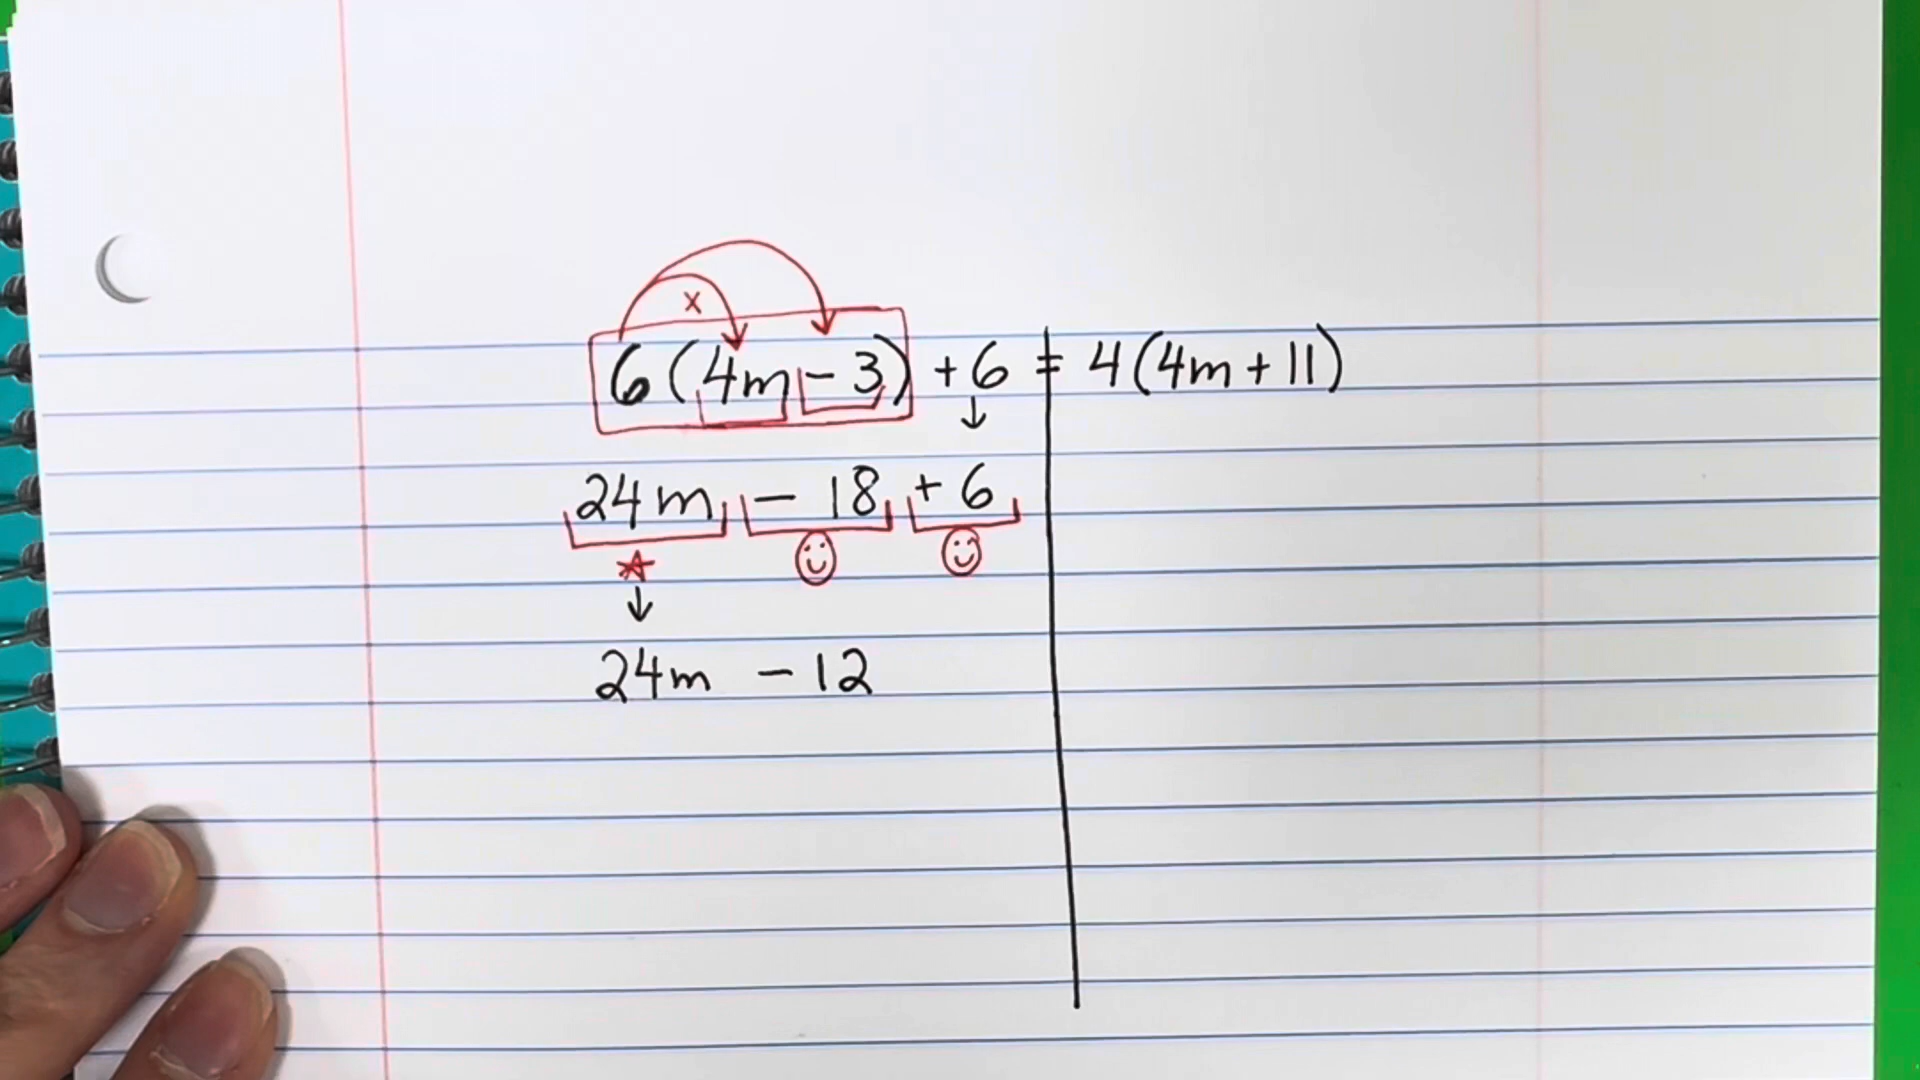 x
6(4m - 3) + 6 = 4(4m + 11)
↓
24m - 18 + 6
↓
24m - 12